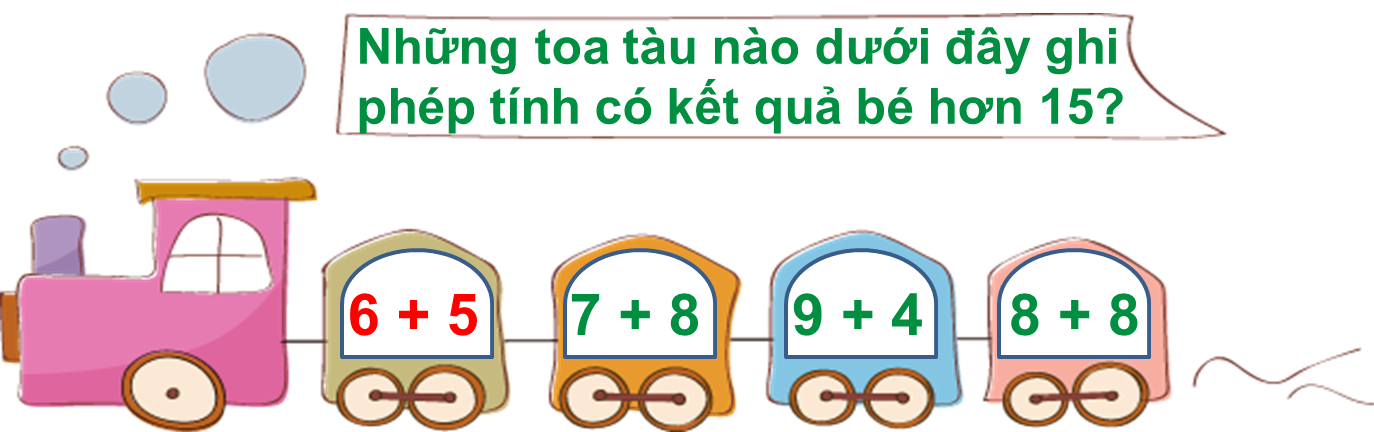 Những toa tàu nào dưới đây ghi
phép tính có kết quả bé hơn 15?
6 + 5 7 + 8 9 + 4 8 + 8